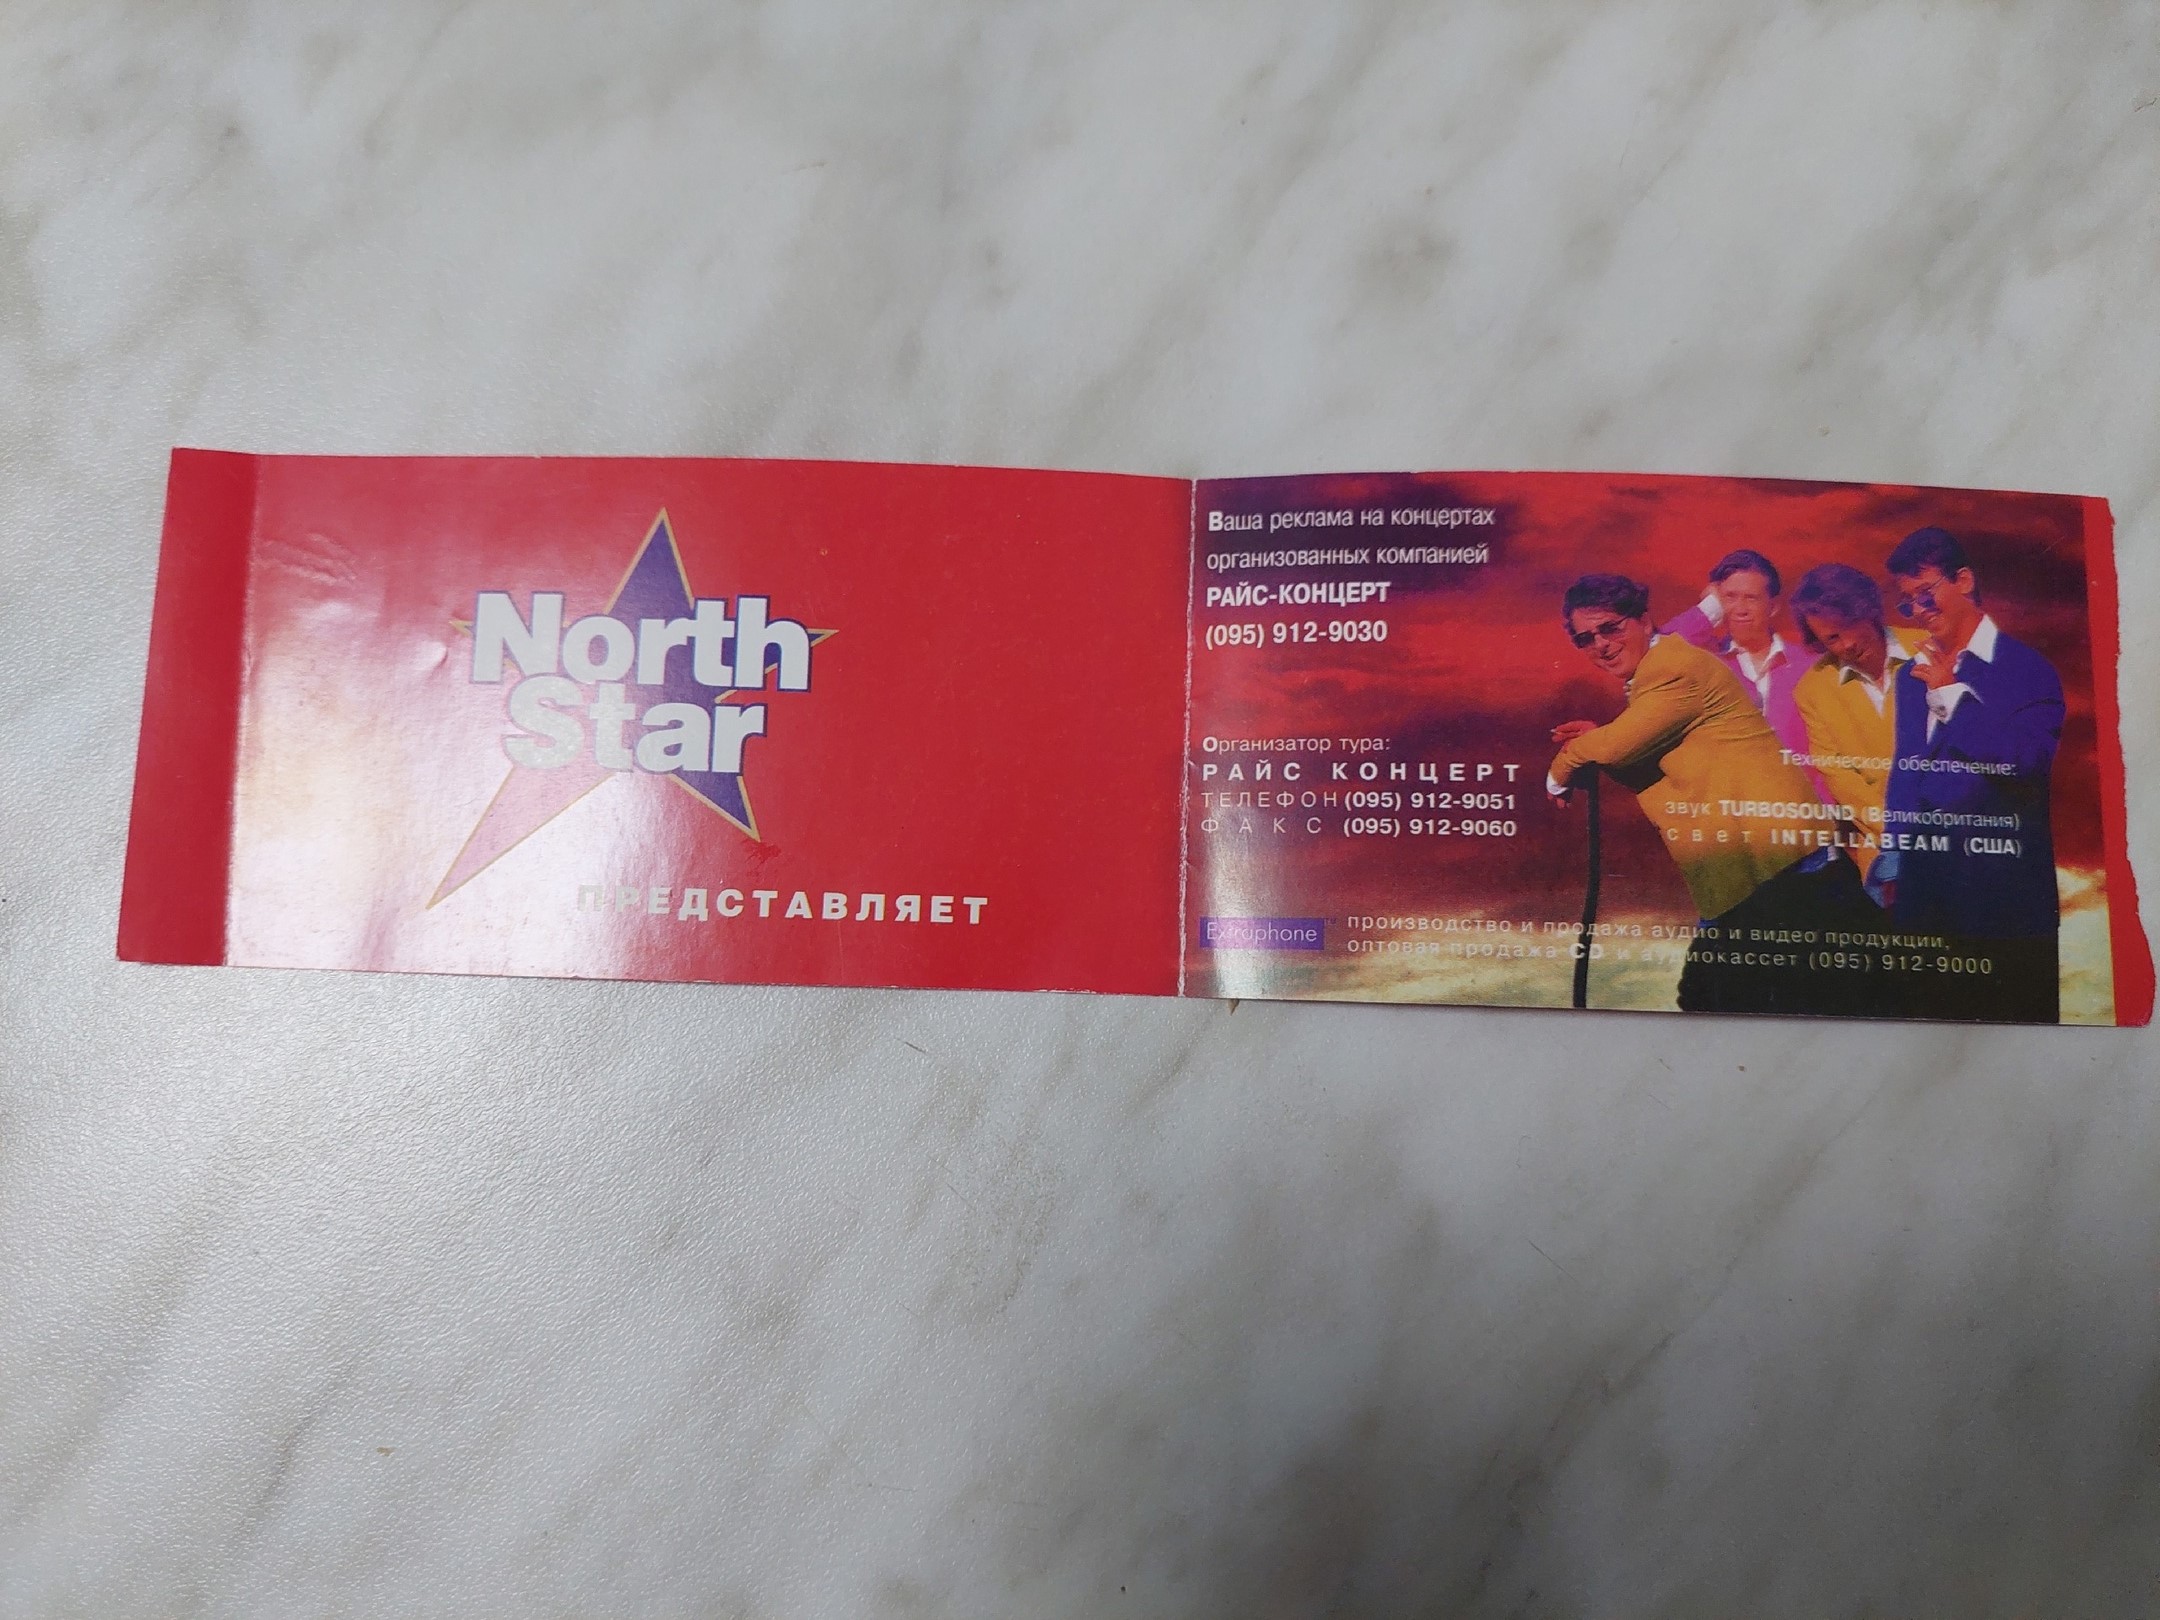 North
Star
ПРЕДСТАВЛЯЕТ
Ваша реклама на концертах
организованных компанией
РАЙС-КОНЦЕРТ
(095) 912-9030
Организатор тура:
РАЙС КОНЦЕРТ
ТЕЛЕФОН (095) 912-9051
ФАКС (095) 912-9060
Техническое обеспечение:
звук TURBOSOUND (Великобритания)
свет INTELLABEAM (США)
Extraphone™
производство и продажа аудио и видео продукции,
оптовая продажа CD и аудиокассет (095) 912-9000